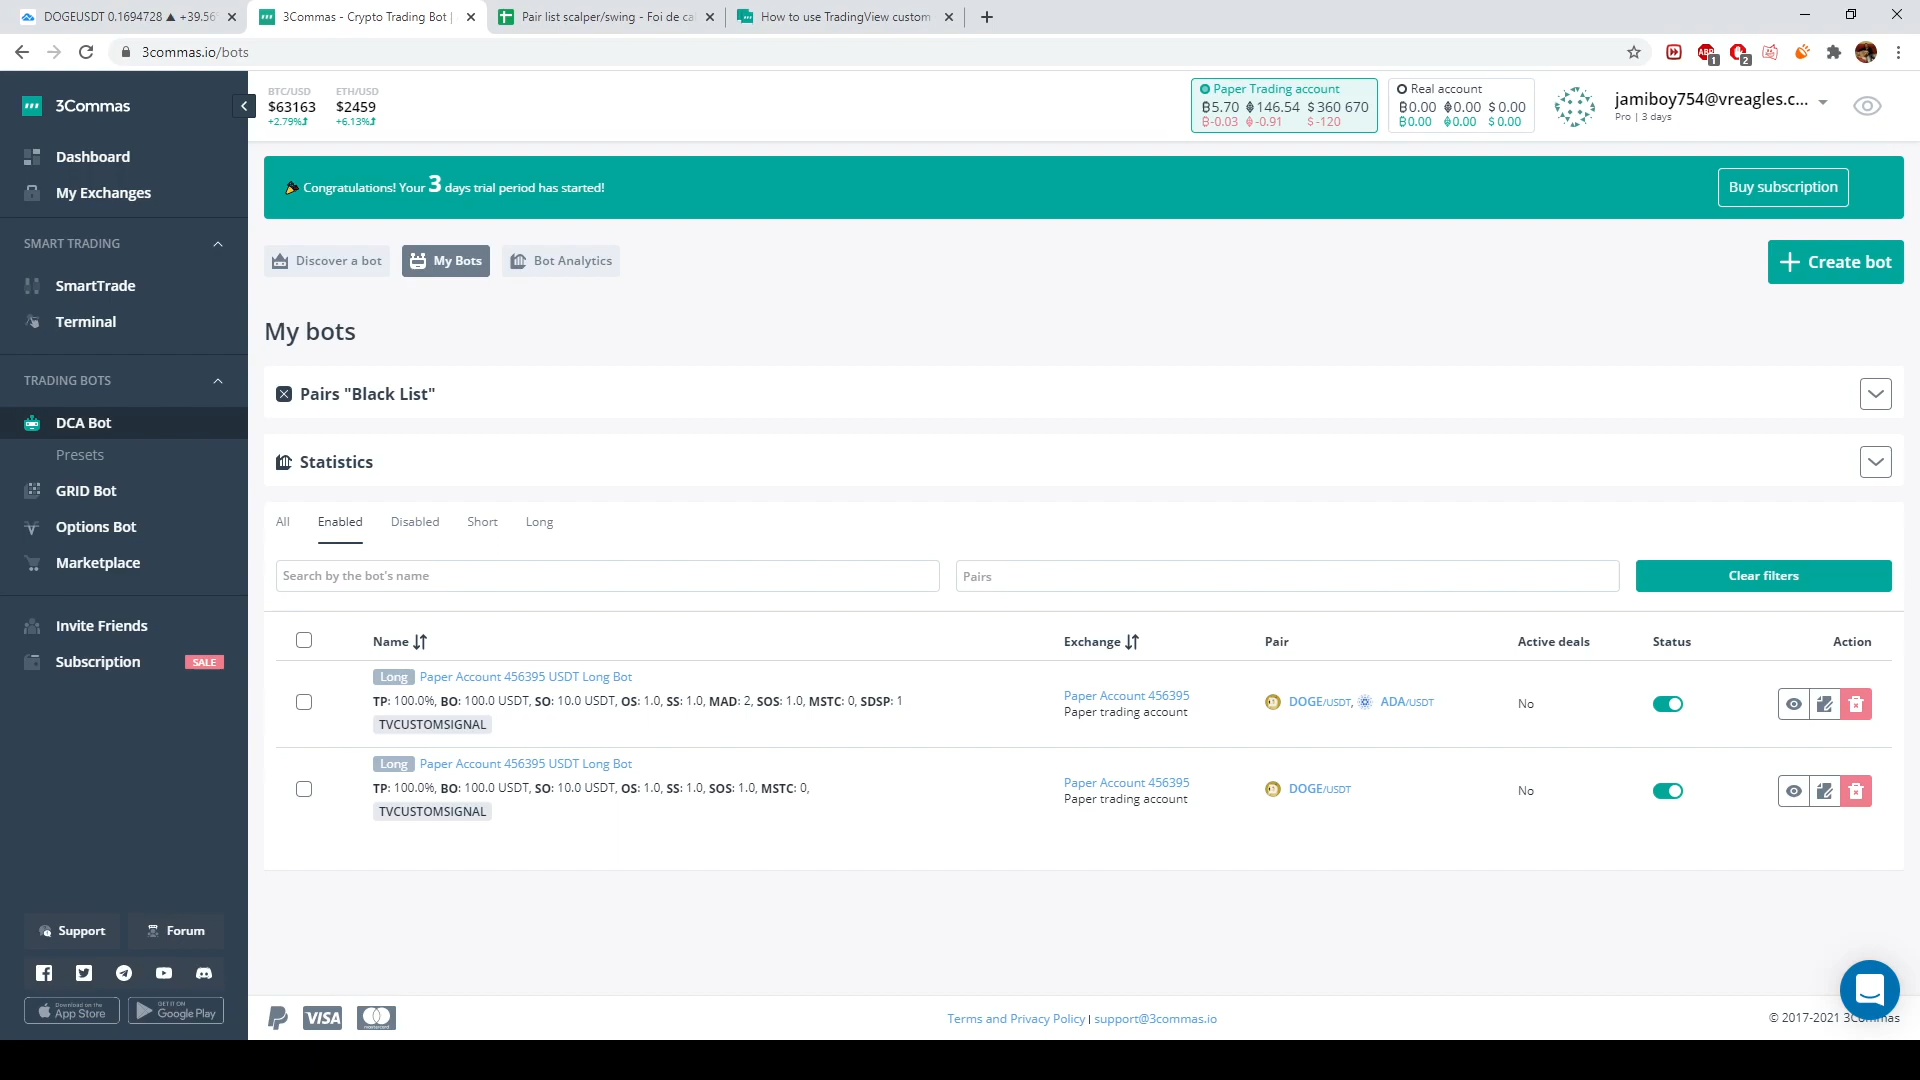 DOGEUSDT 0.1694728 ▲ +39.56
3Commas - Crypto Trading Bot |
Pair list scalper/swing - Foi de ca
How to use TradingView custom
3commas.io/bots
3Commas
BTC/USD
$63163
+2.79%
ETH/USD
$2459
+6.13%
Paper Trading account
5.70 146.54 $360 670
-0.03 -0.91 $-120
Real account
0.00 0.00 $ 0.00
0.00 0.00 $ 0.00
jamiboy754@vreagles.c...
Pro | 3 days
Dashboard
My Exchanges
SMART TRADING
SmartTrade
Terminal
TRADING BOTS
DCA Bot
Presets
GRID Bot
Options Bot
Marketplace
Invite Friends
Subscription
SALE
Support
Forum
Download on the
App Store
GET IT ON
Google Play
Congratulations! Your 3 days trial period has started!
Buy subscription
Discover a bot
My Bots
Bot Analytics
Create bot
My bots
Pairs "Black List"
Statistics
All Enabled Disabled Short Long
Search by the bot's name
Pairs
Clear filters
Name Exchange Pair Active deals Status Action
Long Paper Account 456395 USDT Long Bot
TP: 100.0%, BO: 100.0 USDT, SO: 10.0 USDT, OS: 1.0, SS: 1.0, MAD: 2, SOS: 1.0, MSTC: 0, SDSP: 1
TVCUSTOMSIGNAL
Paper Account 456395
Paper trading account
DOGE/USDT, ADA/USDT
No
Long Paper Account 456395 USDT Long Bot
TP: 100.0%, BO: 100.0 USDT, SO: 10.0 USDT, OS: 1.0, SS: 1.0, SOS: 1.0, MSTC: 0,
TVCUSTOMSIGNAL
Paper Account 456395
Paper trading account
DOGE/USDT
No
VISA
mastercard
Terms and Privacy Policy | support@3commas.io
© 2017-2021 3Commas